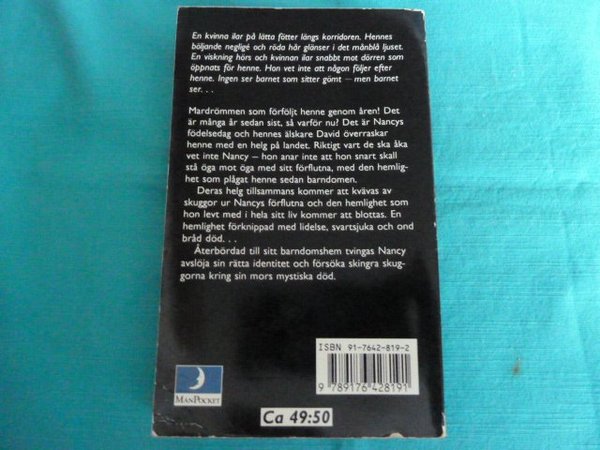 En kvinna ilar på lätta fötter längs korridoren. Hennes
böljande negligé och röda hår glänser i det månblå ljuset.
En viskning hörs och kvinnan ilar snabbt mot dörren som
öppnats för henne. Hon vet inte att någon följer efter
henne. Ingen ser barnet som sitter gömt – men barnet
ser. . .
Mardrömmen som förföljt henne genom åren! Det
är många år sedan sist, så varför nu? Det är Nancys
födelsedag och hennes älskare David överraskar
henne med en helg på landet. Riktigt vart de ska åka
vet inte Nancy – hon anar inte att hon snart skall
stå öga mot öga med sitt förflutna, med den hemlig-
het som plågat henne sedan barndomen.
Deras helg tillsammans kommer att kvävas av
skuggor ur Nancys förflutna och den hemlighet som
hon levt med i hela sitt liv kommer att blottas. En
hemlighet förknippad med lidelse, svartsjuka och ond
bråd död. . .
Återbördad till sitt barndomshem tvingas Nancy
avslöja sin rätta identitet och försöka skingra skug-
gorna kring sin mors mystiska död.
ISBN 91-7642-819-2
9 789176 428191
MANPOCKET
Ca 49:50